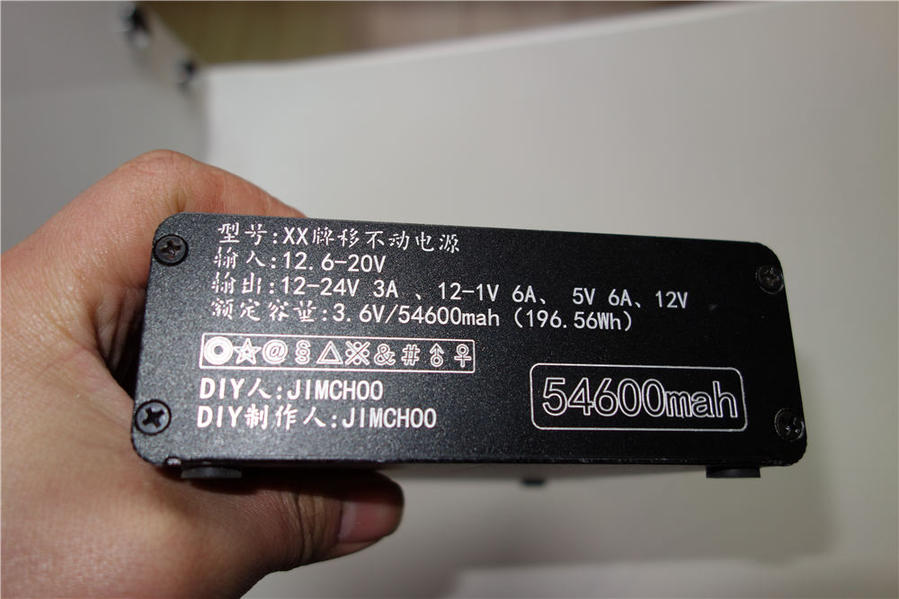 型号:XX牌移不动电源
输入:12.6-20V
输出:12-24V 3A 、12-1V 6A、 5V 6A、12V
额定容量:3.6V/54600mah（196.56Wh）
◎☆@§△※&#♂♀
DIY人:JIMCHOO
DIY制作人:JIMCHOO
54600mah